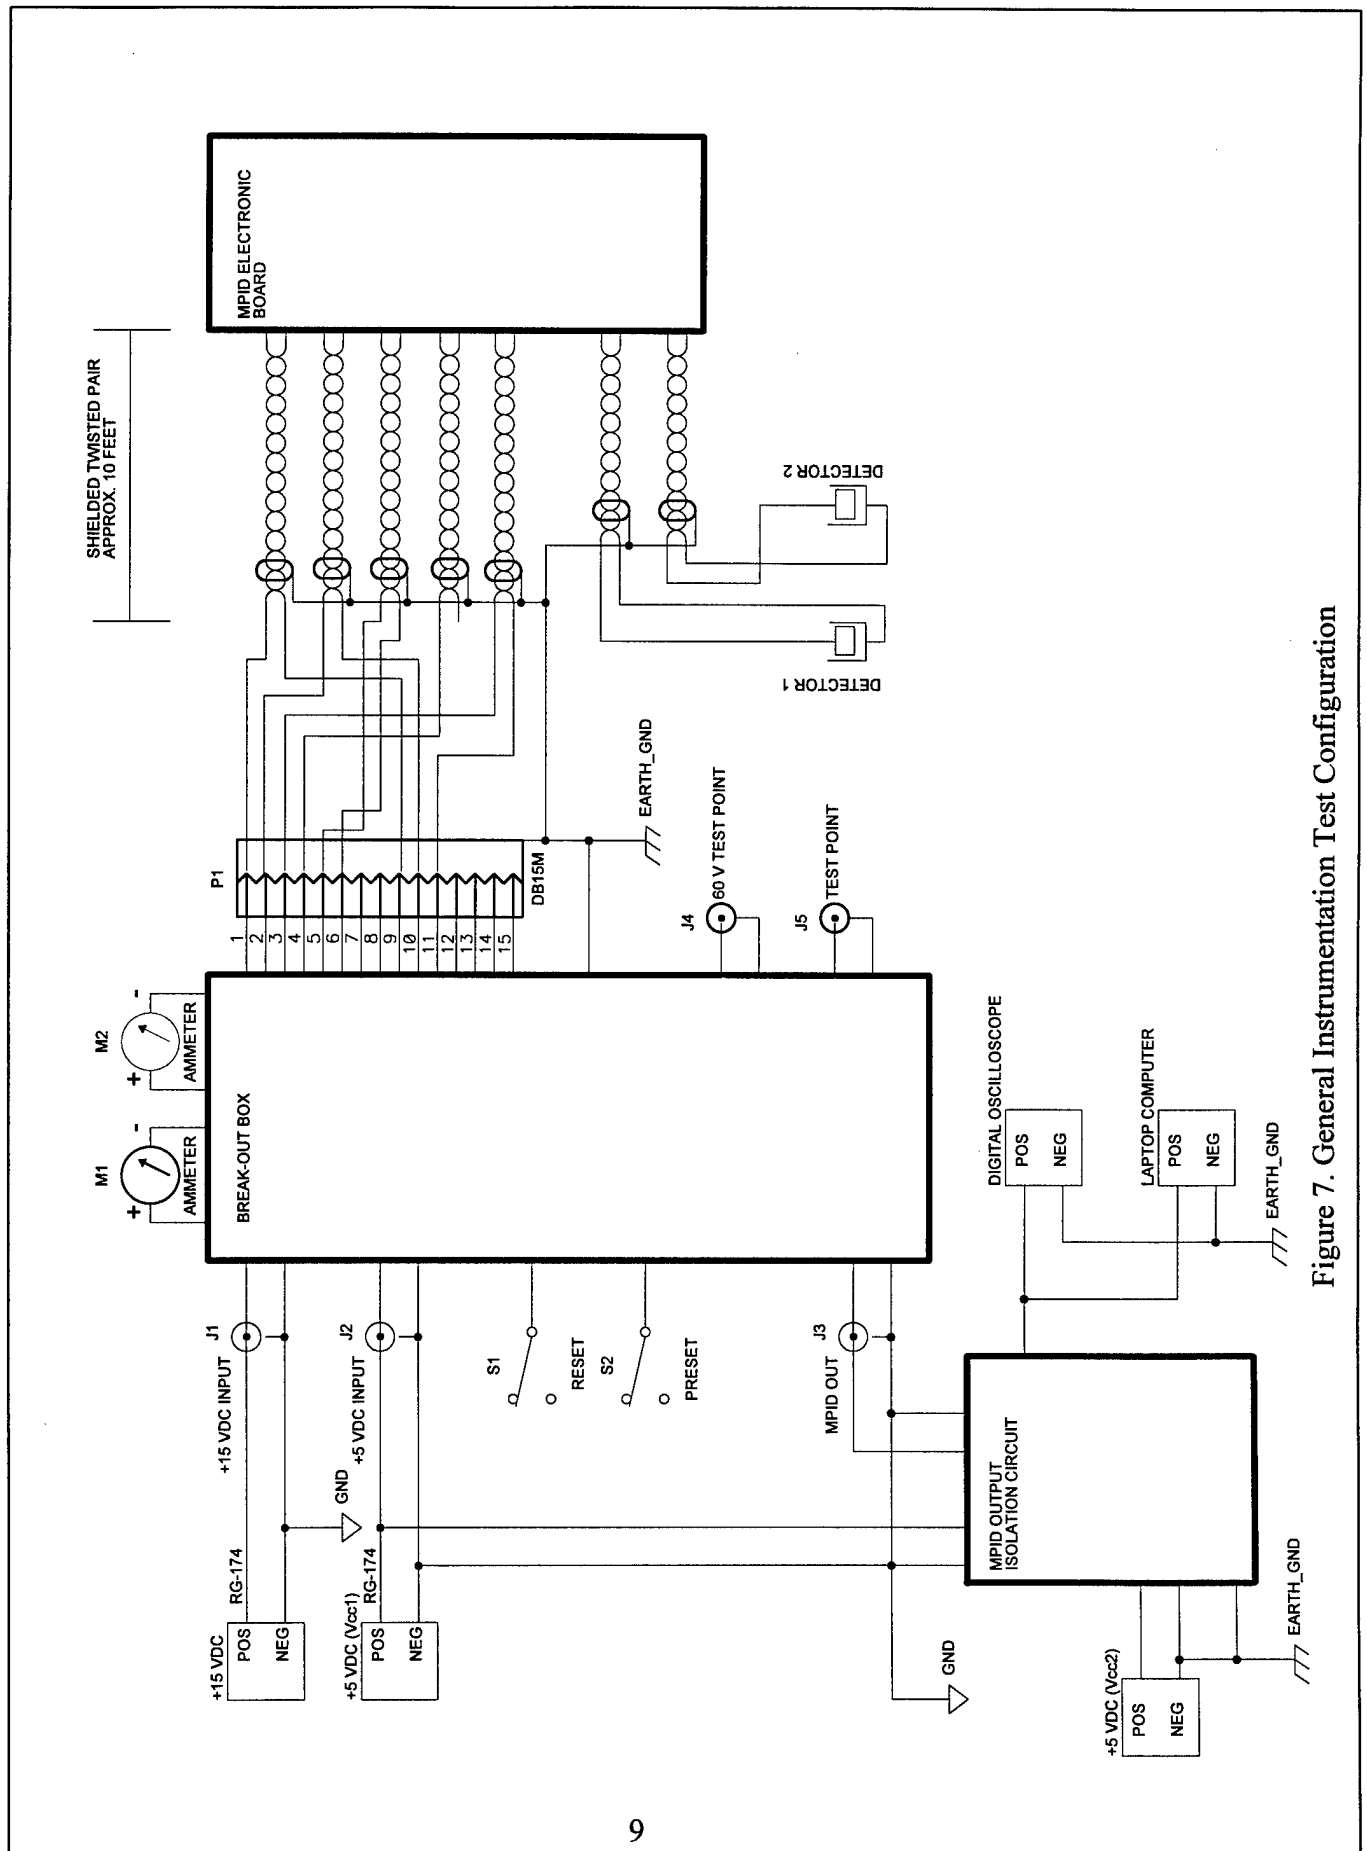 SHIELDED TWISTED PAIR
APPROX. 10 FEET
MPID ELECTRONIC
BOARD
DETECTOR 2
DETECTOR 1
P1
DB15M
1
2
3
4
5
6
7
8
9
10
11
12
13
14
15
EARTH_GND
J4
60 V TEST POINT
J5
TEST POINT
M1
+
-
AMMETER
M2
+
-
AMMETER
BREAK-OUT BOX
+15 VDC
POS
NEG
RG-174
GND
+15 VDC INPUT
J1
+5 VDC (Vcc1)
POS
NEG
RG-174
+5 VDC INPUT
J2
S1
RESET
S2
PRESET
MPID OUT
J3
GND
MPID OUTPUT
ISOLATION CIRCUIT
DIGITAL OSCILLOSCOPE
POS
NEG
LAPTOP COMPUTER
POS
NEG
EARTH_GND
+5 VDC (Vcc2)
POS
NEG
EARTH_GND
Figure 7. General Instrumentation Test Configuration
9